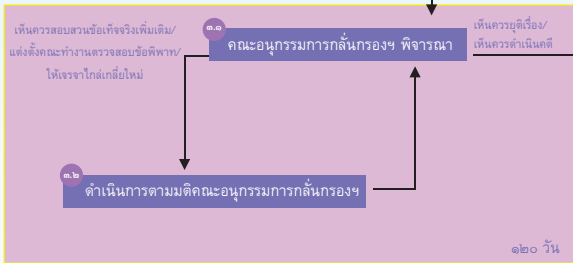 เห็นควรสอบสวนข้อเท็จจริงเพิ่มเติม/
แต่งตั้งคณะทำงานตรวจสอบข้อพิพาท/
ให้เจรจาไกล่เกลี่ยใหม่
๓.๑
คณะอนุกรรมการกลั่นกรองฯ พิจารณา
เห็นควรยุติเรื่อง/
เห็นควรดำเนินคดี
๓.๒
ดำเนินการตามมติคณะอนุกรรมการกลั่นกรองฯ
๑๒๐ วัน